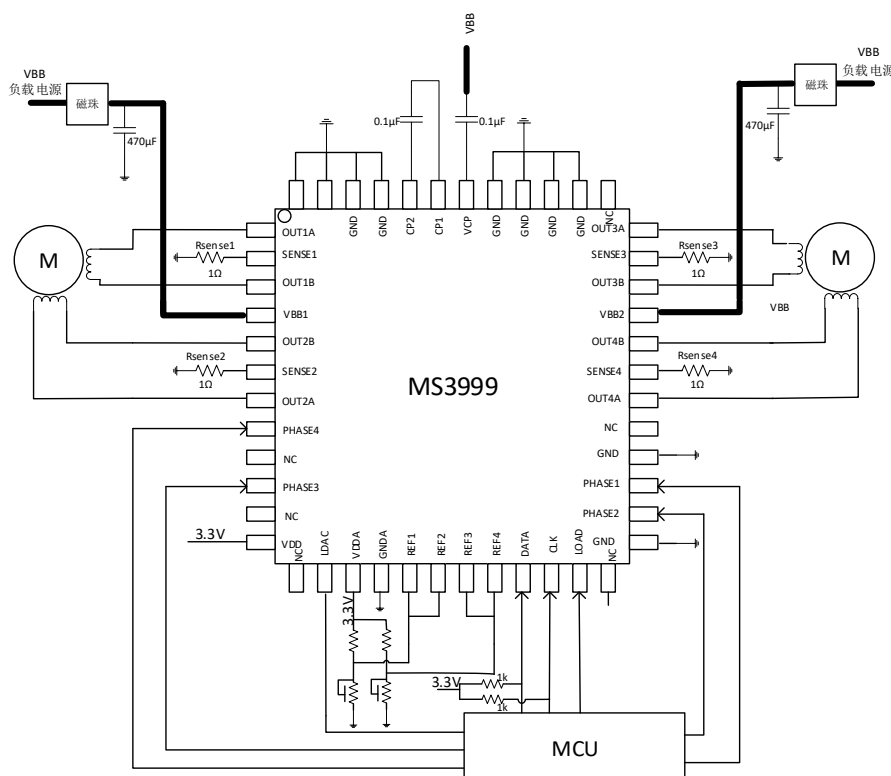 VBB
VBB
负载电源
磁珠
470μF
0.1μF
0.1μF
VBB
负载电源
磁珠
470μF
GND
GND
CP2
CP1
VCP
GND
GND
GND
GND
NC
OUT1A
SENSE1
OUT1B
VBB1
OUT2B
SENSE2
OUT2A
PHASE4
NC
PHASE3
NC
VDD
OUT3A
SENSE3
OUT3B
VBB2
OUT4B
SENSE4
OUT4A
NC
GND
PHASE1
PHASE2
GND
M
Rsense1
1Ω
Rsense2
1Ω
M
Rsense3
1Ω
VBB
Rsense4
1Ω
MS3999
3.3V
NC
LDAC
VDDA
GNDA
REF1
REF2
REF3
REF4
DATA
CLK
LOAD
NC
3.3V
3.3V
1k
1k
MCU